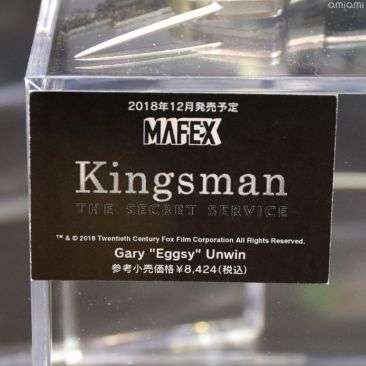 amiami
2018年12月発売予定
MAFEX
Kingsman
THE SECRET SERVICE
™ & © 2018 Twentieth Century Fox Film Corporation All Rights Reserved.
Gary "Eggsy" Unwin
参考小売価格¥8,424(税込)